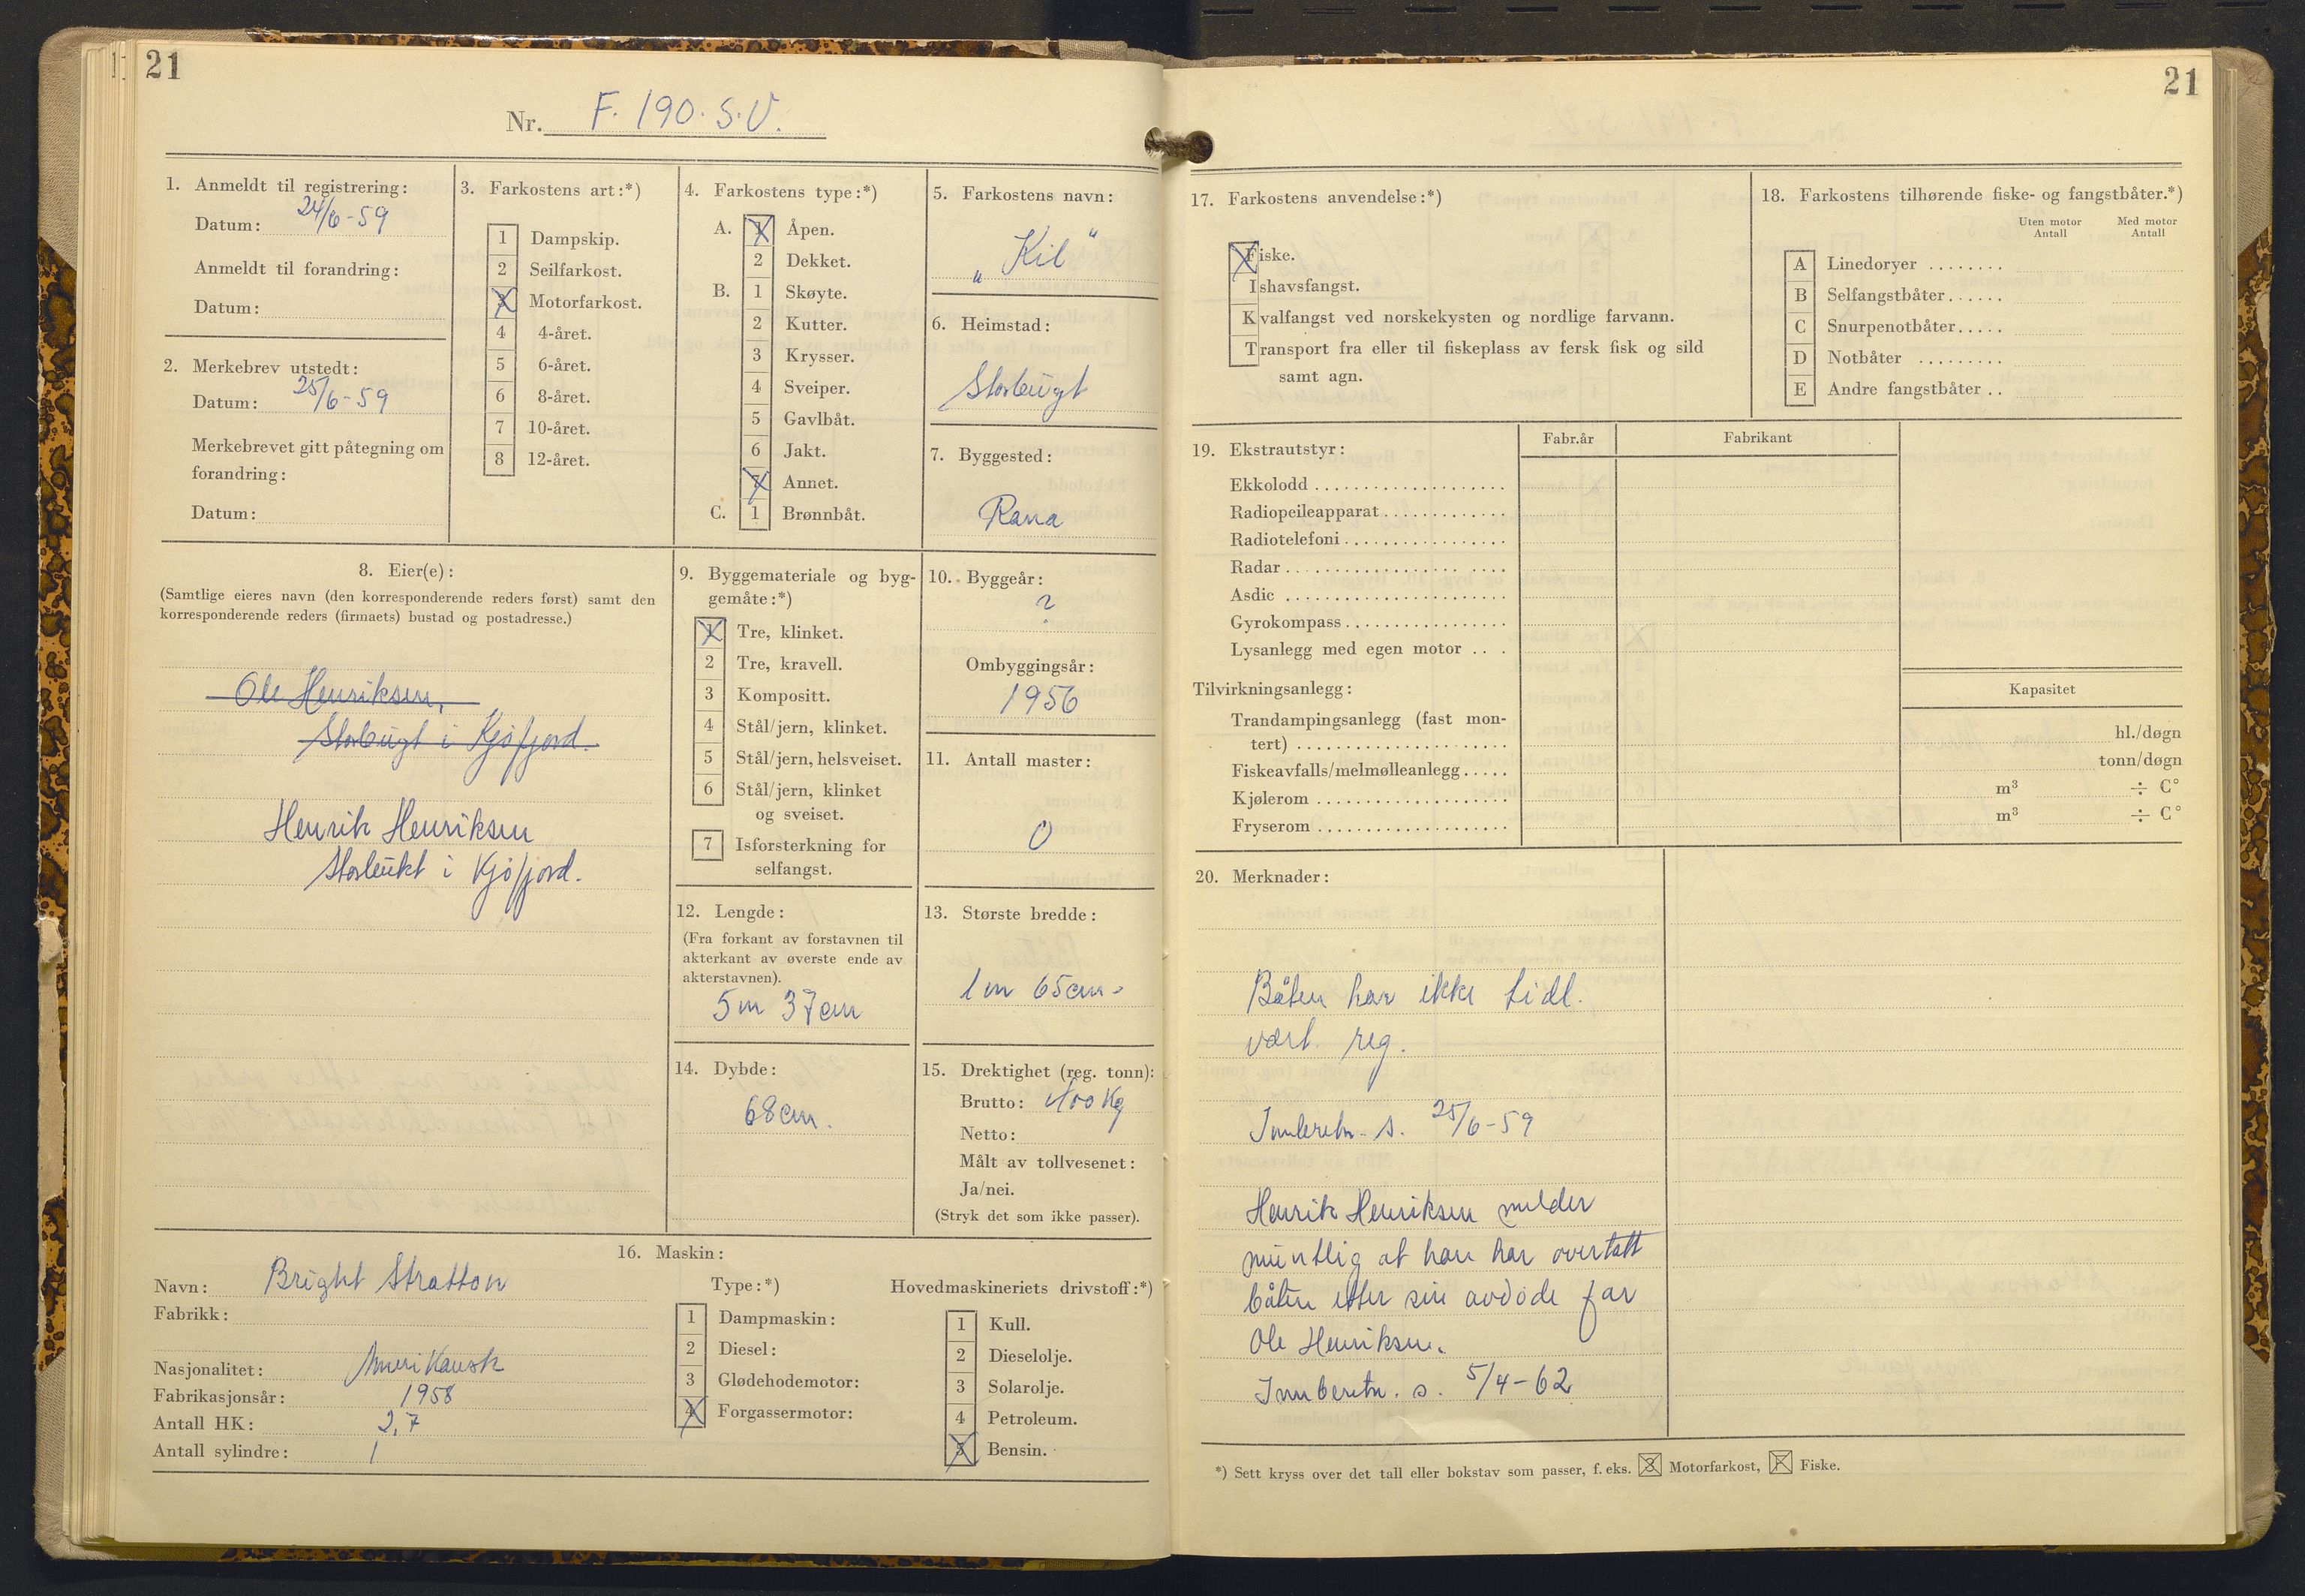 21
Nr. F. 190. S.V.
1. Anmeldt til registrering:
Datum: 24/6-59
Anmeldt til forandring:
Datum:
2. Merkebrev utstedt:
Datum: 25/6-59
Merkebrevet gitt påtegning om
forandring:
Datum:
3. Farkostens art:*)
1 Dampskip.
2 Seilfarkost.
3 Motorfarkost.
4 4-året.
5 6-året.
6 8-året.
7 10-året.
8 12-året.
4. Farkostens type:*)
A. 1 Åpen.
2 Dekket.
B. 1 Skøyte.
2 Kutter.
3 Krysser.
4 Sveiper.
5 Gavlbåt.
6 Jakt.
7 Annet.
C. 1 Brønnbåt.
5. Farkostens navn:
„Kil“
6. Heimstad:
Storbugt
7. Byggested:
Rana
8. Eier(e):
(Samtlige eieres navn (den korresponderende reders først) samt den
korresponderende reders (firmaets) bustad og postadresse.)
Ole Henriksen,
Storbugt i Kjøfjord.
Henrik Henriksen
Storbukt i Kjøfjord.
9. Byggemateriale og byg-
gemåte:*)
1 Tre, klinket.
2 Tre, kravell.
3 Kompositt.
4 Stål/jern, klinket.
5 Stål/jern, helsveiset.
6 Stål/jern, klinket
og sveiset.
7 Isforsterkning for
selfangst.
10. Byggeår:
?
Ombyggingsår:
1956
11. Antall master:
0
12. Lengde:
(Fra forkant av forstavnen til
akterkant av øverste ende av
akterstavnen).
5 m 37 cm
13. Største bredde:
1 m 65 cm.
14. Dybde:
68 cm.
15. Drektighet (reg. tonn):
Brutto: 400 Kg
Netto:
Målt av tollvesenet:
Ja/nei.
(Stryk det som ikke passer).
16. Maskin:
Navn: Bright Stratton
Fabrikk:
Nasjonalitet: Amerikansk
Fabrikasjonsår: 1958
Antall HK: 2,7
Antall sylindre: 1
Type:*)
1 Dampmaskin:
2 Diesel:
3 Glødehodemotor:
4 Forgassermotor:
Hovedmaskineriets drivstoff:*)
1 Kull.
2 Dieselolje.
3 Solarolje.
4 Petroleum.
5 Bensin.
21
17. Farkostens anvendelse:*)
Fiske.
Ishavsfangst.
Kvalfangst ved norskekysten og nordlige farvann.
Transport fra eller til fiskeplass av fersk fisk og sild
samt agn.
18. Farkostens tilhørende fiske- og fangstbåter.*)
Uten motor Med motor
Antall Antall
A Linedoryer ........
B Selfangstbåter......
C Snurpenotbåter.....
D Notbåter .........
E Andre fangstbåter ..
19. Ekstrautstyr: Fabr.år Fabrikant
Ekkolodd ....................
Radiopeileapparat.............
Radiotelefoni.................
Radar........................
Asdic .......................
Gyrokompass.................
Lysanlegg med egen motor ...
Tilvirkningsanlegg: Kapasitet
Trandampingsanlegg (fast mon-
tert) ...................... hl./døgn
Fiskeavfalls/melmølleanlegg..... tonn/døgn
Kjølerom .................... m³ ÷ C°
Fryserom .................... m³ ÷ C°
20. Merknader:
Båten har ikke tidl.
vært reg.
Innberetn. s. 25/6-59
Henrik Henriksen melder
muntlig at han har overtatt
båten etter sin avdøde far
Ole Henriksen.
Innberetn. s. 5/4-62
*) Sett kryss over det tall eller bokstav som passer, f. eks. 3 Motorfarkost, F Fiske.